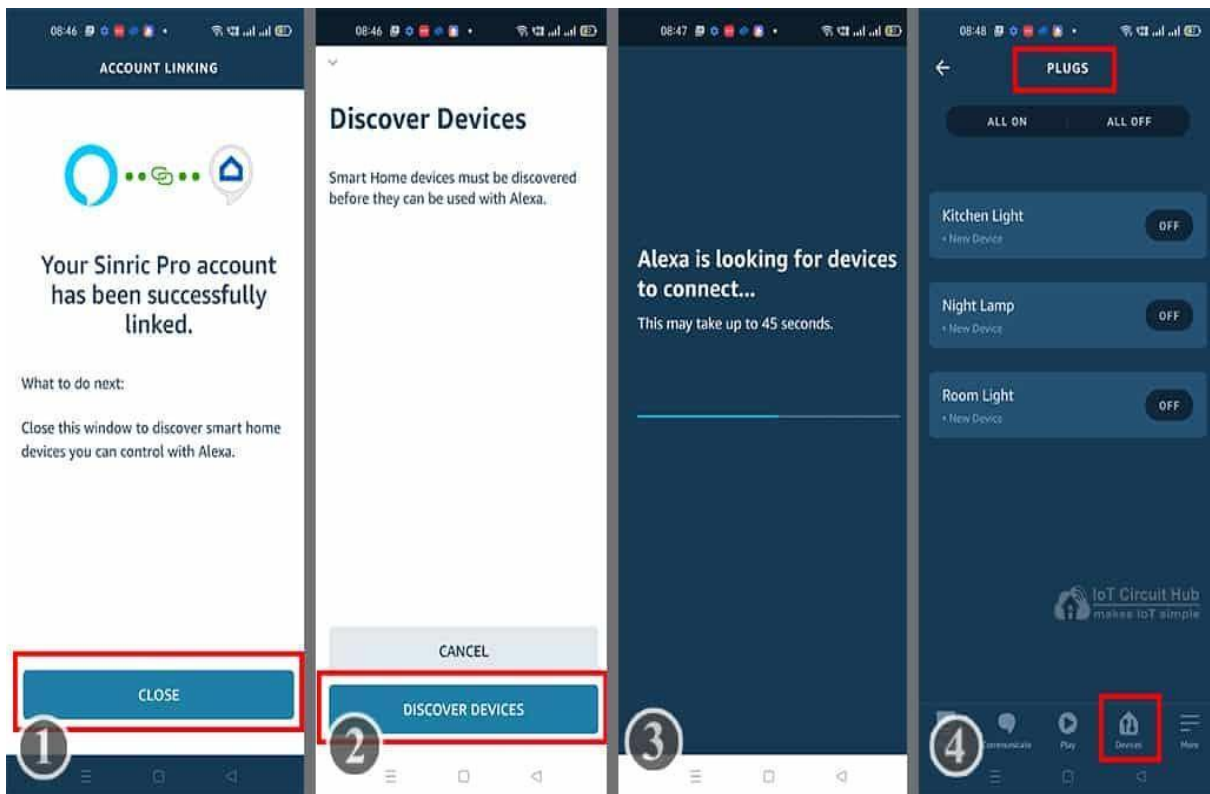 08:46
ACCOUNT LINKING
Your Sinric Pro account
has been successfully
linked.
What to do next:
Close this window to discover smart home
devices you can control with Alexa.
CLOSE
1
08:46
Discover Devices
Smart Home devices must be discovered
before they can be used with Alexa.
CANCEL
DISCOVER DEVICES
2
08:47
Alexa is looking for devices
to connect...
This may take up to 45 seconds.
3
08:48
PLUGS
ALL ON ALL OFF
Kitchen Light
• New Device
OFF
Night Lamp
• New Device
OFF
Room Light
• New Device
OFF
IoT Circuit Hub
makes IoT simple
Communicate Play Devices More
4